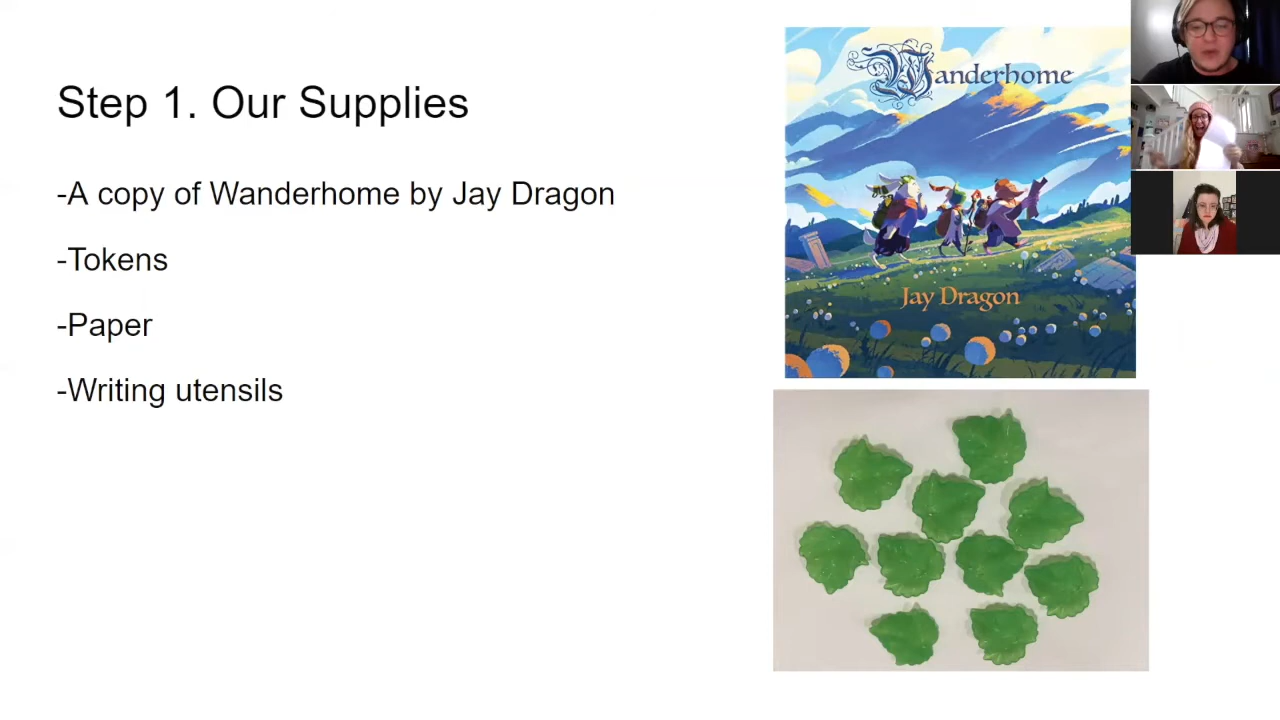 Step 1. Our Supplies
-A copy of Wanderhome by Jay Dragon
-Tokens
-Paper
-Writing utensils
Wanderhome
Jay Dragon